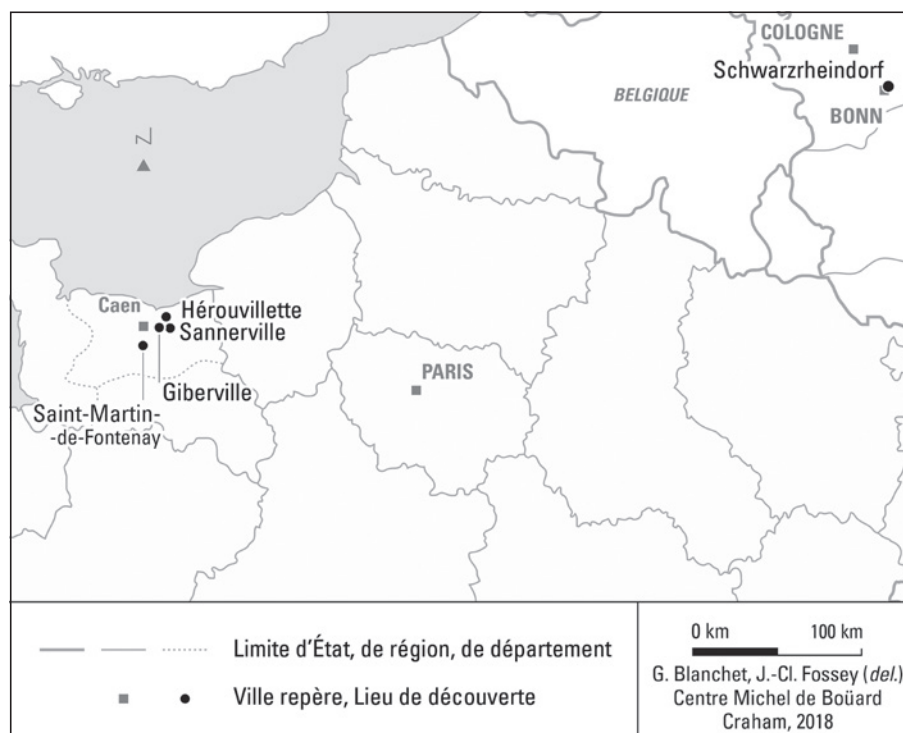 COLOGNE
Schwarzrheindorf
BELGIQUE
BONN
N
Caen
Hérouvillette
Sannerville
PARIS
Giberville
Saint-Martin-
-de-Fontenay
Limite d'État, de région, de département
Ville repère, Lieu de découverte
0 km 100 km
G. Blanchet, J.-Cl. Fossey (del.)
Centre Michel de Boüard
Craham, 2018